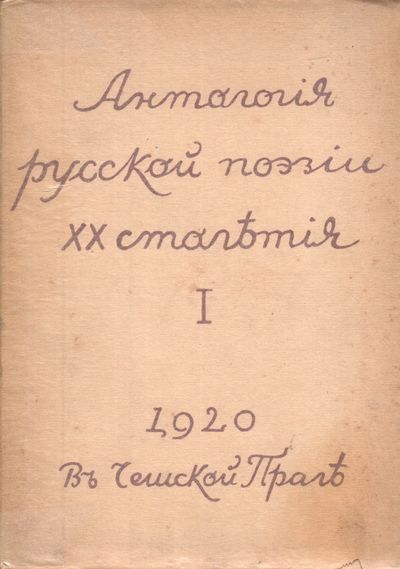 Антологія
русской поэзіи
XX столѣтія
I
1920
Въ Чешской Прагѣ